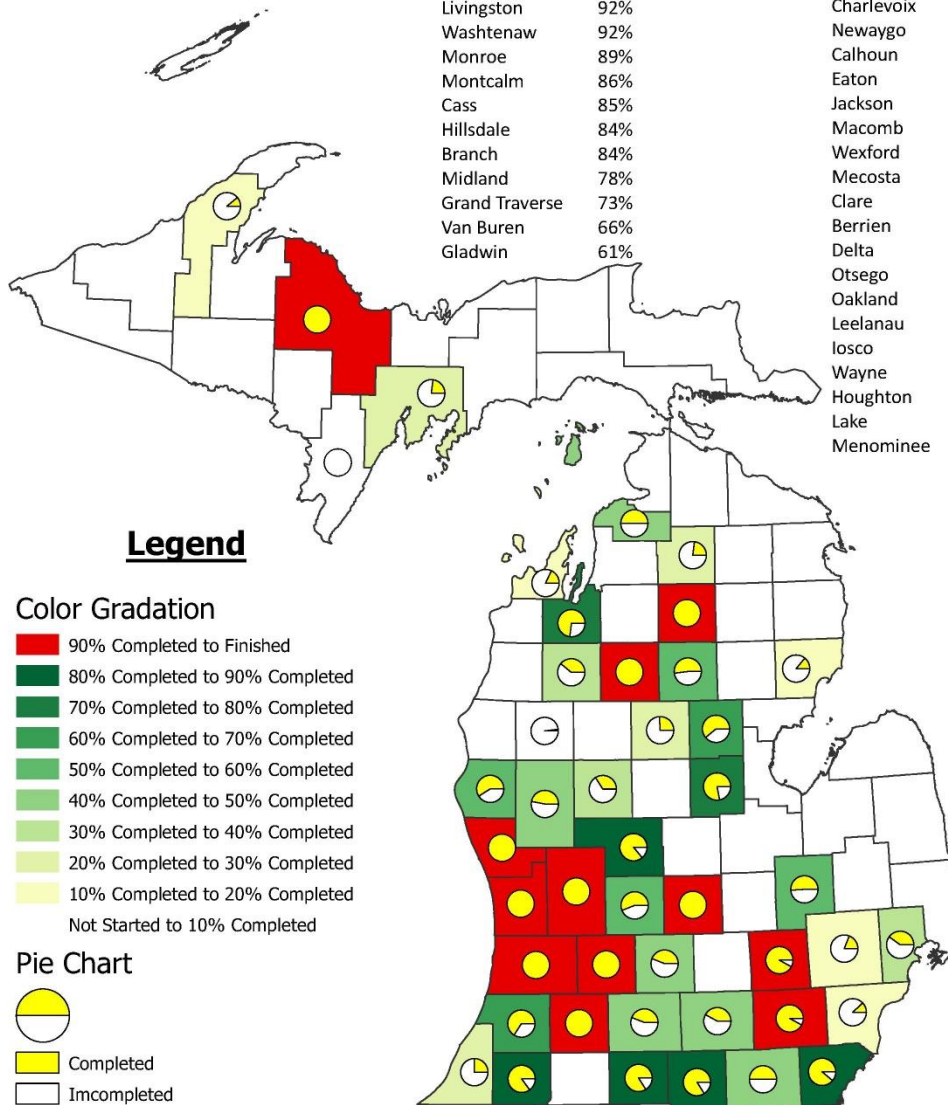 Livingston 92%
Washtenaw 92%
Monroe 89%
Montcalm 86%
Cass 85%
Hillsdale 84%
Branch 84%
Midland 78%
Grand Traverse 73%
Van Buren 66%
Gladwin 61%
Charlevoix
Newaygo
Calhoun
Eaton
Jackson
Macomb
Wexford
Mecosta
Clare
Berrien
Delta
Otsego
Oakland
Leelanau
Iosco
Wayne
Houghton
Lake
Menominee
Legend
Color Gradation
90% Completed to Finished
80% Completed to 90% Completed
70% Completed to 80% Completed
60% Completed to 70% Completed
50% Completed to 60% Completed
40% Completed to 50% Completed
30% Completed to 40% Completed
20% Completed to 30% Completed
10% Completed to 20% Completed
Not Started to 10% Completed
Pie Chart
Completed
Imcompleted